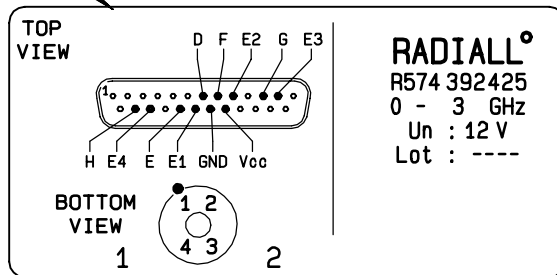 TOP
VIEW
D F E2 G E3
1
H E4 E E1 GND Vcc
BOTTOM
VIEW
1 2
4 3
1 2
RADIALL°
R574 392425
0 - 3 GHz
Un : 12 V
Lot : ----